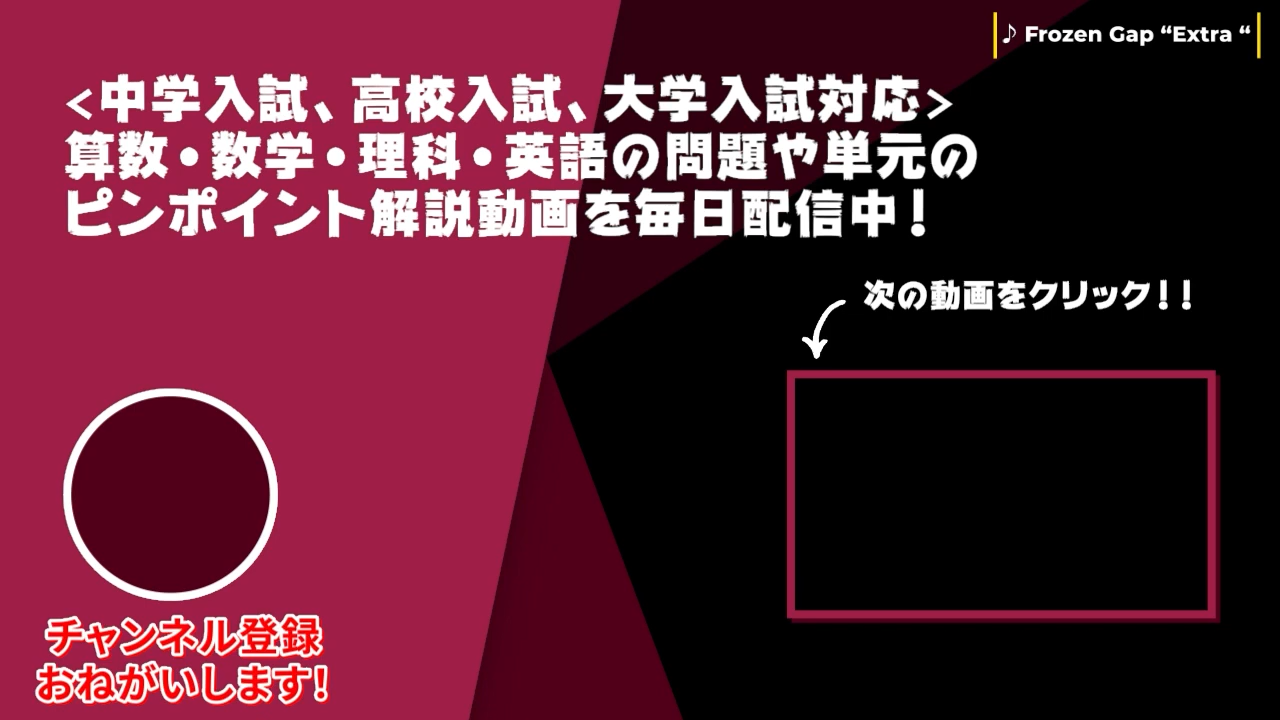 ♪ Frozen Gap “Extra “
<中学入試、高校入試、大学入試対応>
算数・数学・理科・英語の問題や単元の
ピンポイント解説動画を毎日配信中!
次の動画をクリック!!
チャンネル登録
おねがいします!